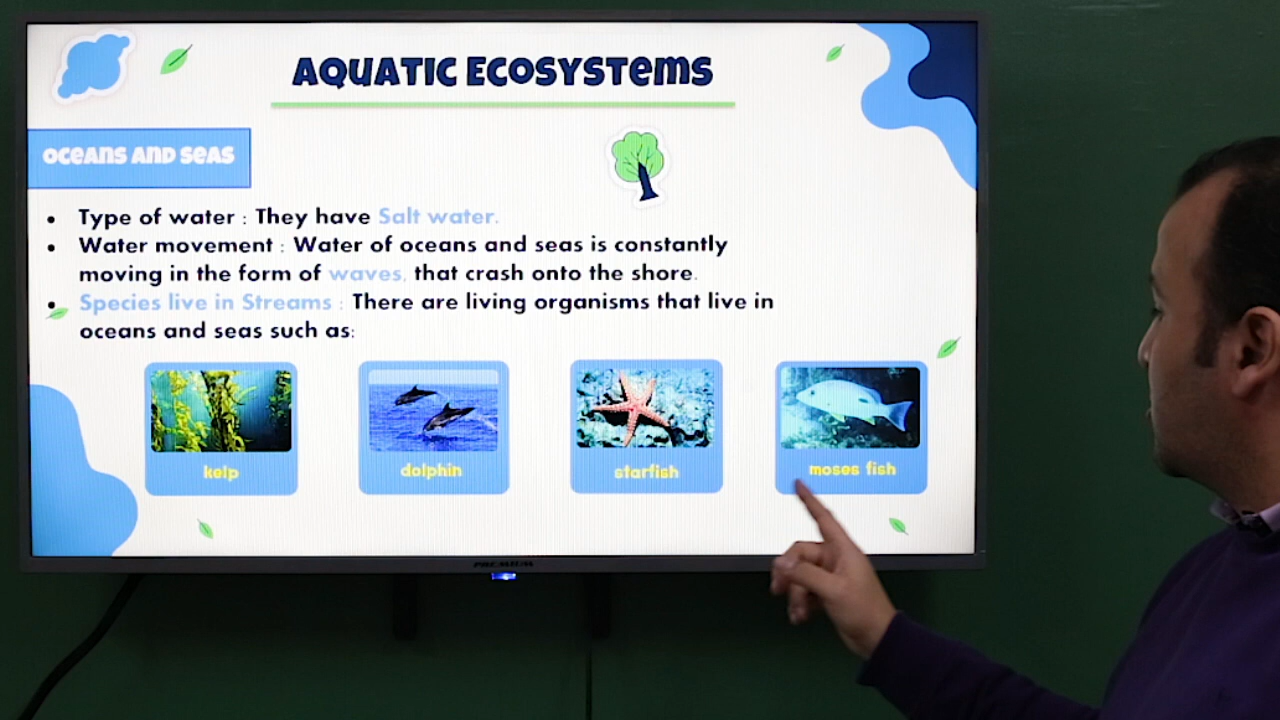 AQUATIC ECOSYSTEMS
OCEANS AND SEAS
• Type of water : They have Salt water.
• Water movement : Water of oceans and seas is constantly
moving in the form of waves, that crash onto the shore.
• Species live in Streams : There are living organisms that live in
oceans and seas such as:
kelp
dolphin
starfish
moses fish
PREMIUM